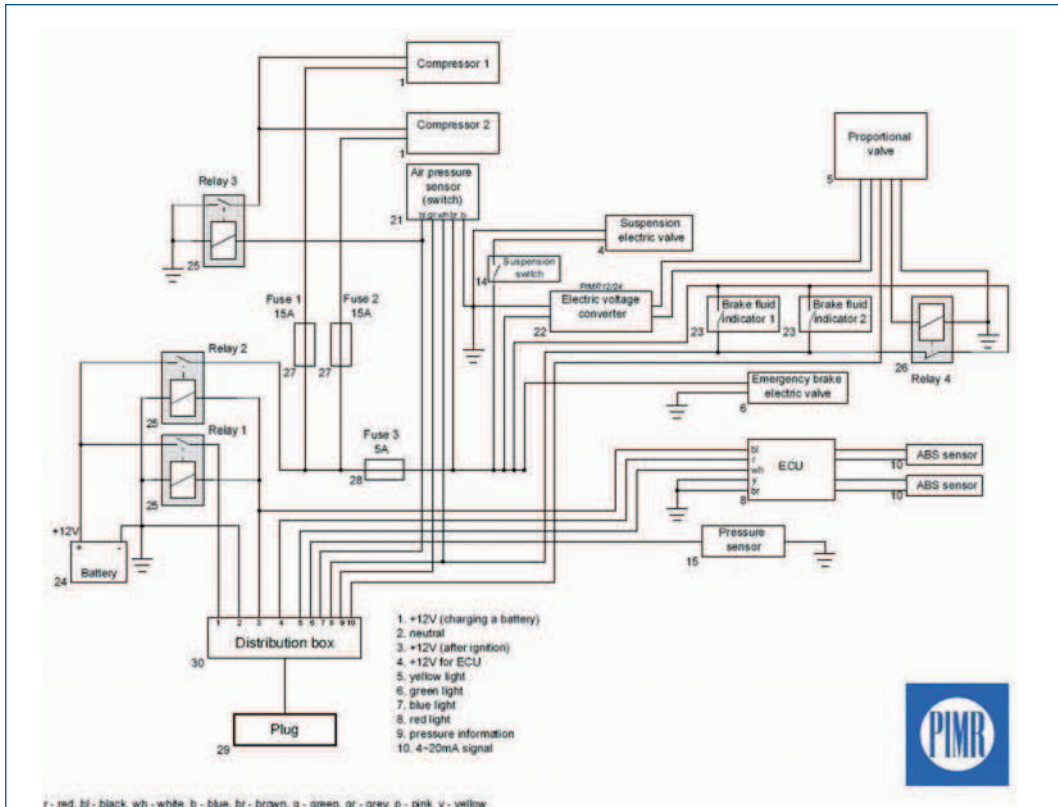 Compressor 1
1
Compressor 2
1
Air pressure
sensor
(switch)
bl gr wh br b
21
Relay 3
25
Proportional
valve
5
Suspension
electric valve
4
Suspension
switch
14
PIMR12/24
Electric voltage
converter
22
Fuse 1
15A
27
Fuse 2
15A
27
Brake fluid
indicator 1
23
Brake fluid
indicator 2
23
26
Relay 4
Relay 2
25
Relay 1
25
Emergency brake
electric valve
6
Fuse 3
5A
28
bl
r
wh
y
br
ECU
8
10
ABS sensor
10
ABS sensor
+12V
+ -
Battery
24
Pressure
sensor
15
1 2 3 4 5 6 7 8 9 10
Distribution box
30
Plug
29
1. +12V (charging a battery)
2. neutral
3. +12V (after ignition)
4. +12V for ECU
5. yellow light
6. green light
7. blue light
8. red light
9. pressure information
10. 4~20mA signal
PIMR
r - red, bl - black, wh - white, b - blue, br - brown, g - green, gr - grey, p - pink, y - yellow